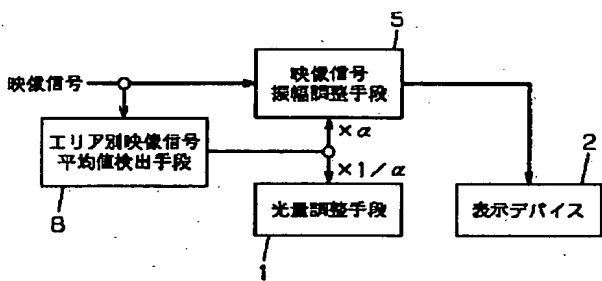 5
映像信号
映像信号
振幅調整手段
エリア別映像信号
平均値検出手段
×α
×1/α
8
光量調整手段
1
2
表示デバイス